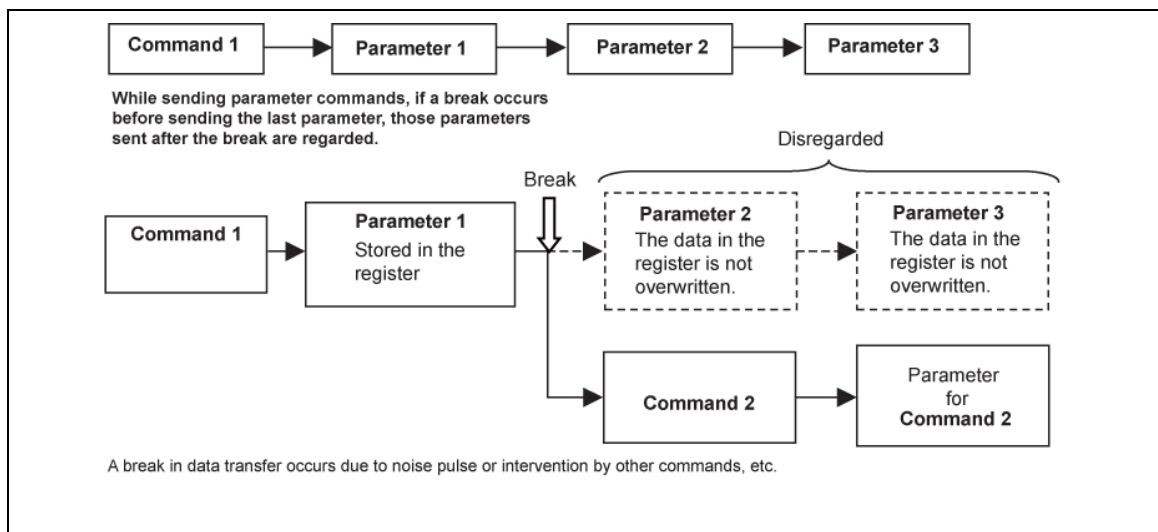 Command 1
Parameter 1
Parameter 2
Parameter 3
While sending parameter commands, if a break occurs
before sending the last parameter, those parameters
sent after the break are regarded.
Disregarded
Break
Command 1
Parameter 1
Stored in the
register
Parameter 2
The data in the
register is not
overwritten.
Parameter 3
The data in the
register is not
overwritten.
Command 2
Parameter
for
Command 2
A break in data transfer occurs due to noise pulse or intervention by other commands, etc.